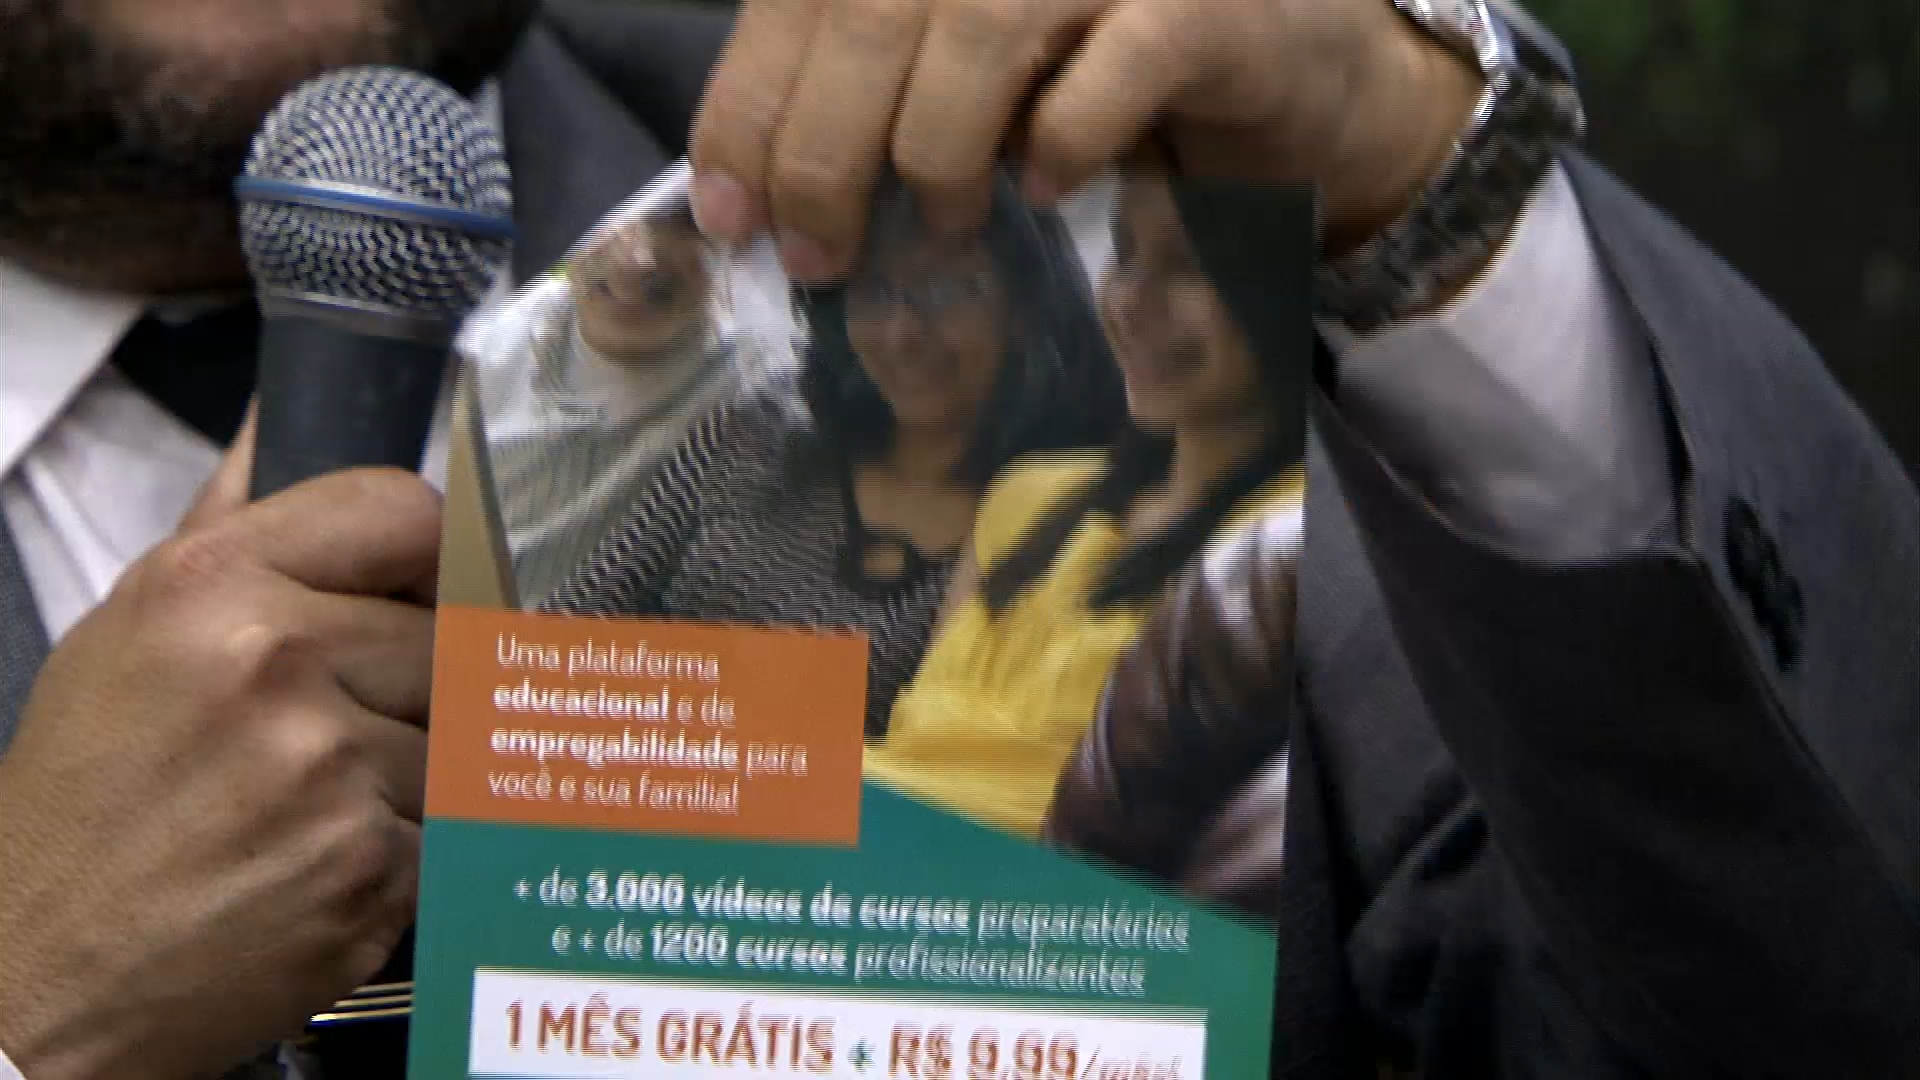 Uma plataforma
educacional e de
empregabilidade para
você e sua família!
+ de 3.000 vídeos de cursos preparatórios
e + de 1200 cursos profissionalizantes
1 MÊS GRÁTIS + R$ 9,99/mês!